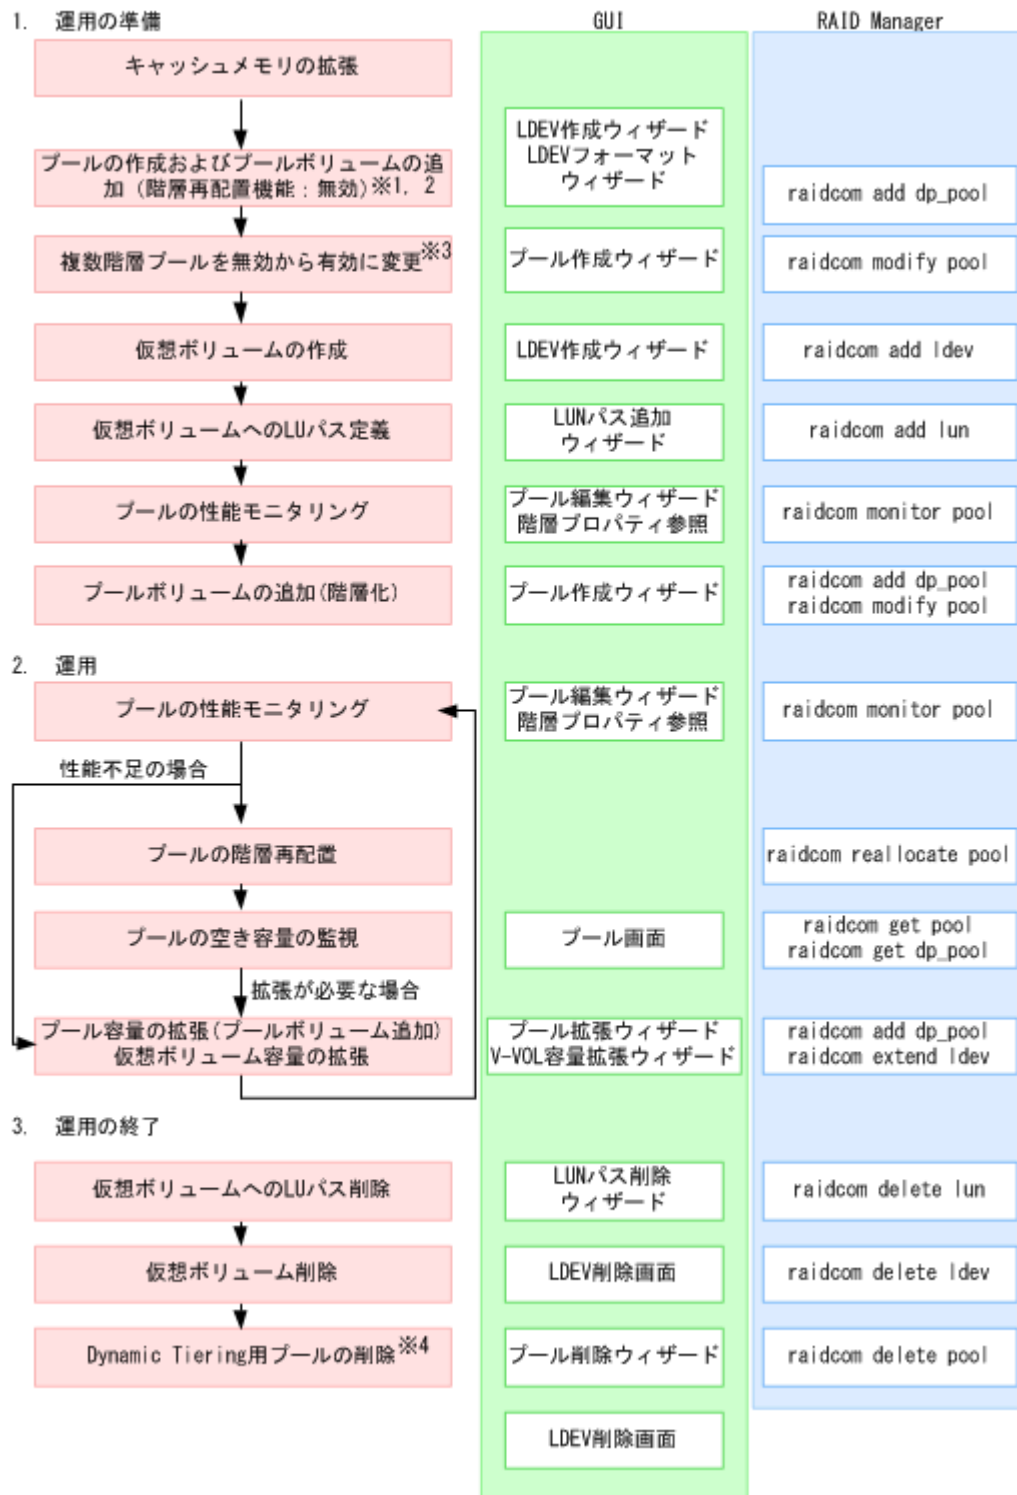 1. 運用の準備
GUI
RAID Manager
キャッシュメモリの拡張
LDEV作成ウィザード
LDEVフォーマット
ウィザード
プールの作成およびプールボリュームの追
加 (階層再配置機能：無効)※1, 2
raidcom add dp_pool
複数階層プールを無効から有効に変更※3
プール作成ウィザード
raidcom modify pool
仮想ボリュームの作成
LDEV作成ウィザード
raidcom add ldev
仮想ボリュームへのLUパス定義
LUNパス追加
ウィザード
raidcom add lun
プールの性能モニタリング
プール編集ウィザード
階層プロパティ参照
raidcom monitor pool
プールボリュームの追加(階層化)
プール作成ウィザード
raidcom add dp_pool
raidcom modify pool
2. 運用
プールの性能モニタリング
プール編集ウィザード
階層プロパティ参照
raidcom monitor pool
性能不足の場合
プールの階層再配置
raidcom reallocate pool
プールの空き容量の監視
プール画面
raidcom get pool
raidcom get dp_pool
拡張が必要な場合
プール容量の拡張(プールボリューム追加)
仮想ボリューム容量の拡張
プール拡張ウィザード
V-VOL容量拡張ウィザード
raidcom add dp_pool
raidcom extend ldev
3. 運用の終了
仮想ボリュームへのLUパス削除
LUNパス削除
ウィザード
raidcom delete lun
仮想ボリューム削除
LDEV削除画面
raidcom delete ldev
Dynamic Tiering用プールの削除※4
プール削除ウィザード
raidcom delete pool
LDEV削除画面